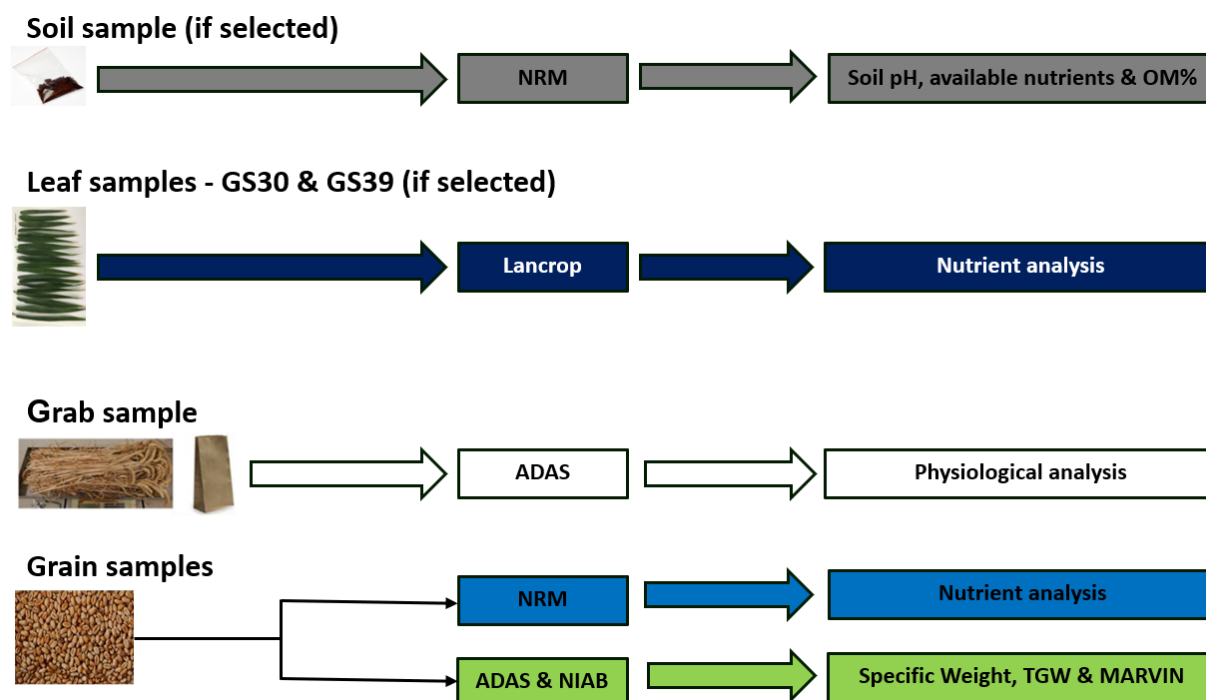 Soil sample (if selected)
NRM
Soil pH, available nutrients & OM%
Leaf samples - GS30 & GS39 (if selected)
Lancrop
Nutrient analysis
Grab sample
ADAS
Physiological analysis
Grain samples
NRM
Nutrient analysis
ADAS & NIAB
Specific Weight, TGW & MARVIN